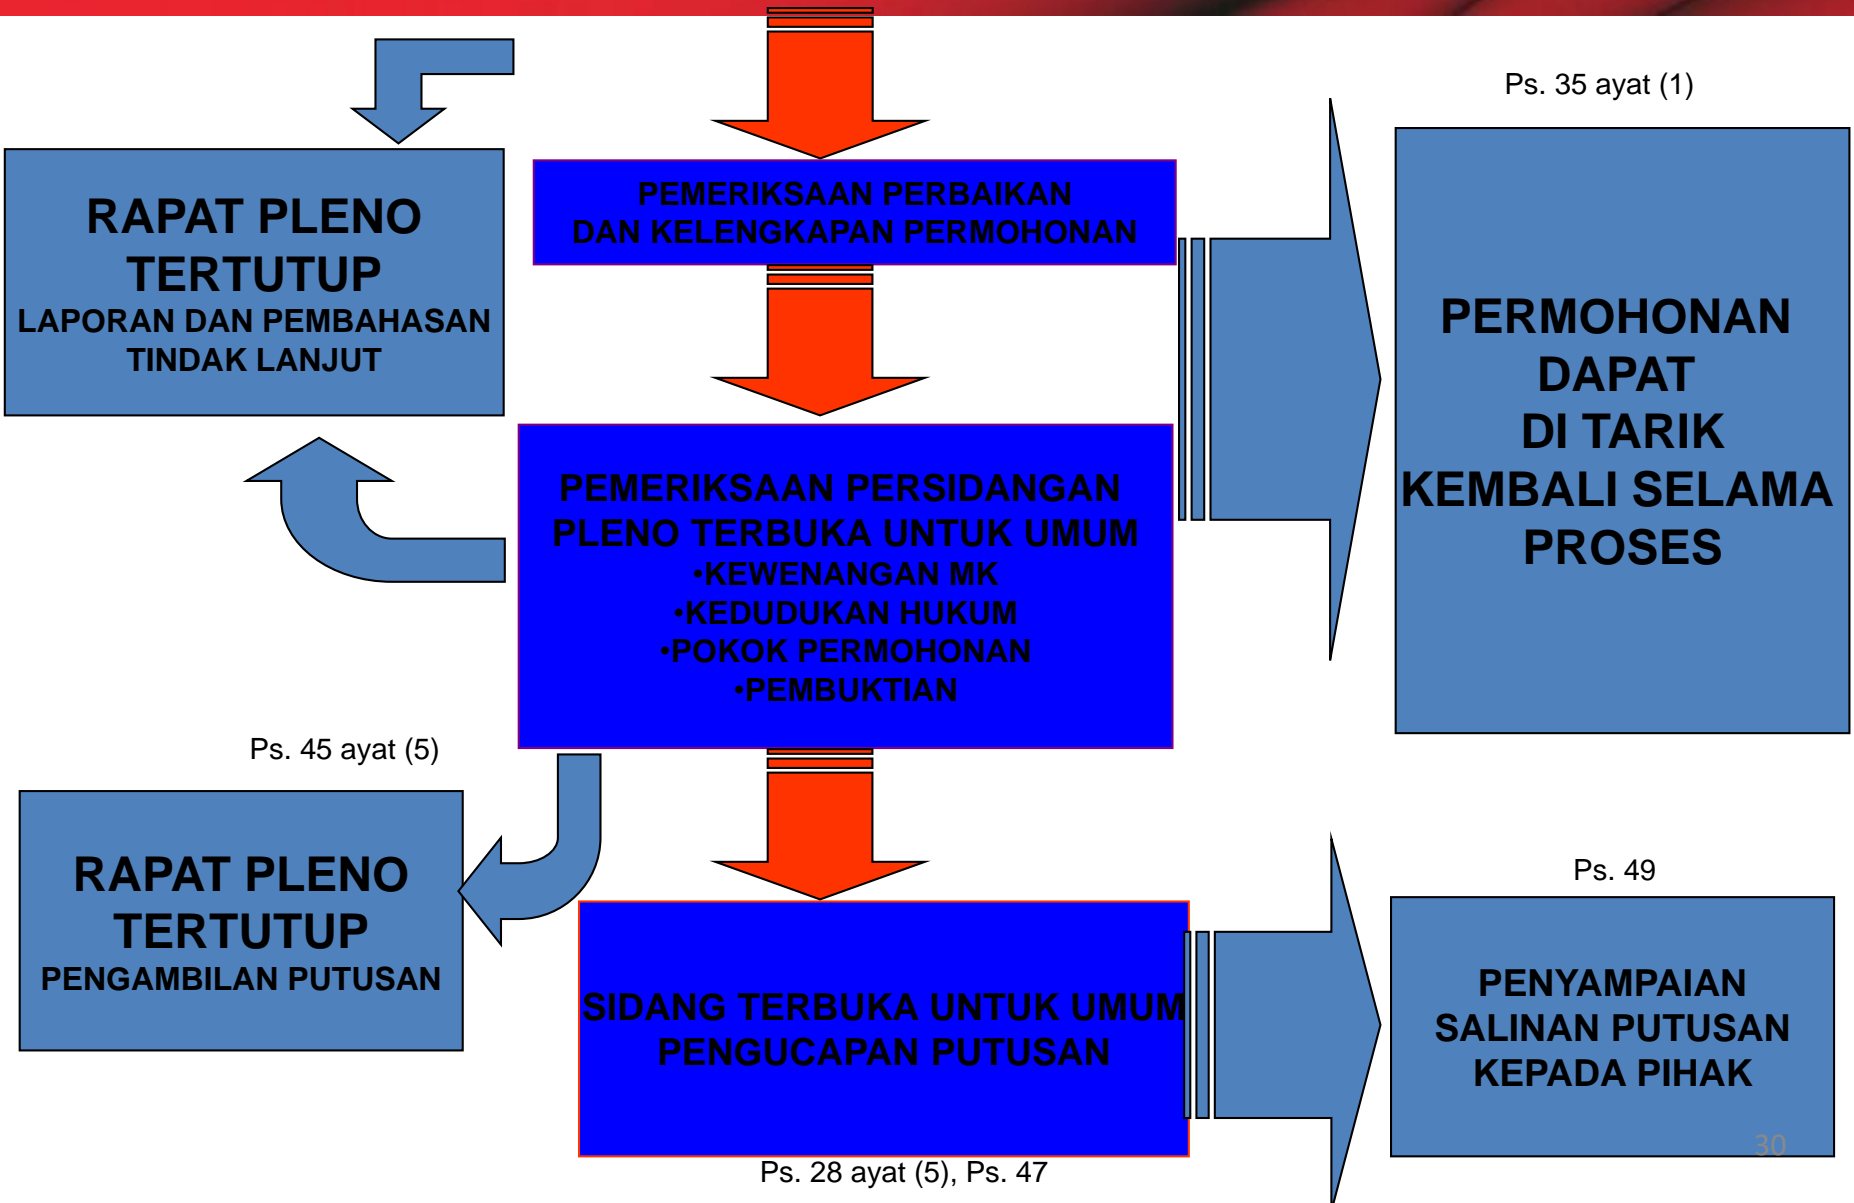 Ps. 35 ayat (1)
RAPAT PLENO
TERTUTUP
LAPORAN DAN PEMBAHASAN
TINDAK LANJUT
PEMERIKSAAN PERBAIKAN
DAN KELENGKAPAN PERMOHONAN
PERMOHONAN
DAPAT
DI TARIK
KEMBALI SELAMA
PROSES
PEMERIKSAAN PERSIDANGAN
PLENO TERBUKA UNTUK UMUM
•KEWENANGAN MK
•KEDUDUKAN HUKUM
•POKOK PERMOHONAN
•PEMBUKTIAN
Ps. 45 ayat (5)
RAPAT PLENO
TERTUTUP
PENGAMBILAN PUTUSAN
SIDANG TERBUKA UNTUK UMUM
PENGUCAPAN PUTUSAN
Ps. 28 ayat (5), Ps. 47
Ps. 49
PENYAMPAIAN
SALINAN PUTUSAN
KEPADA PIHAK
30